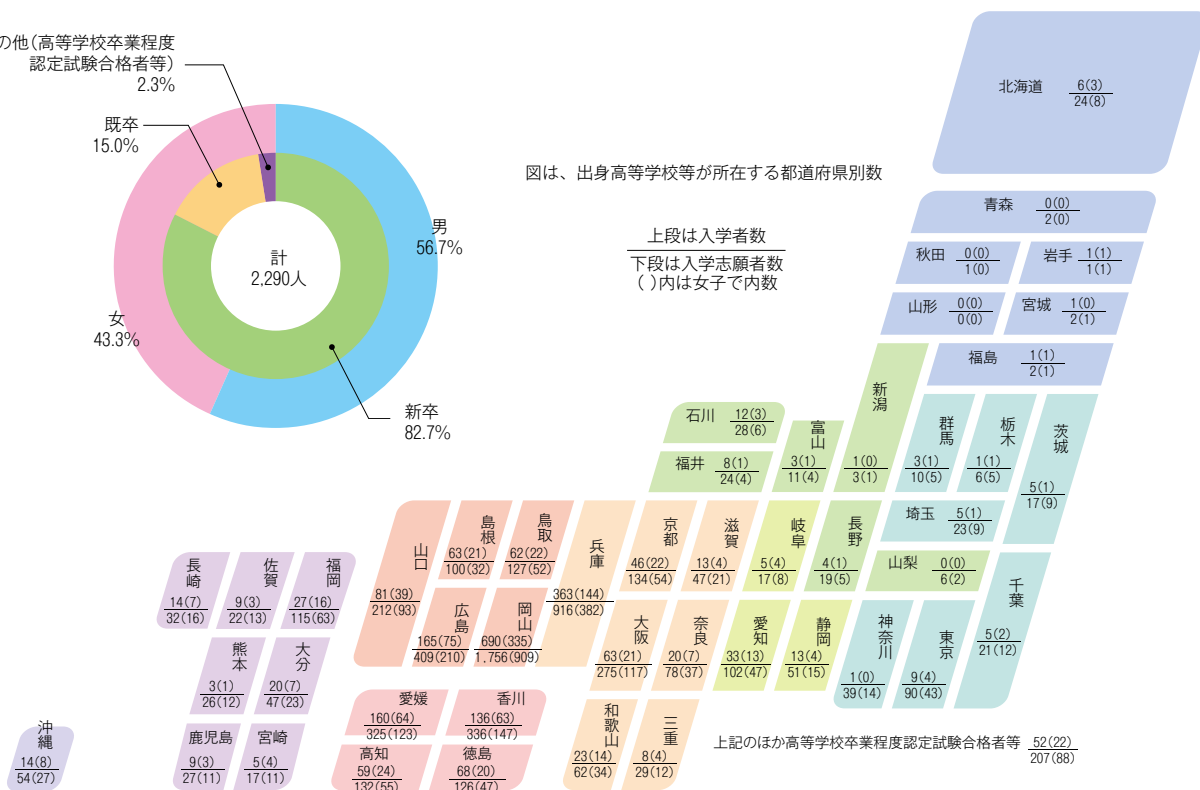 の他(高等学校卒業程度
認定試験合格者等)
2.3%
既卒
15.0%
男
56.7%
計
2,290人
女
43.3%
新卒
82.7%
図は、出身高等学校等が所在する都道府県別数
上段は入学者数
下段は入学志願者数
( )内は女子で内数
北海道
6(3)
24(8)
青森
0(0)
2(0)
秋田
0(0)
1(0)
岩手
1(1)
1(1)
山形
0(0)
0(0)
宮城
1(0)
2(1)
福島
1(1)
2(1)
新潟
1(0)
3(1)
群馬
3(1)
10(5)
栃木
1(1)
6(5)
茨城
5(1)
17(9)
石川
12(3)
28(6)
富山
3(1)
11(4)
福井
8(1)
24(4)
埼玉
5(1)
23(9)
山梨
0(0)
6(2)
長野
4(1)
19(5)
岐阜
5(4)
17(8)
滋賀
13(4)
47(21)
京都
46(22)
134(54)
兵庫
363(144)
916(382)
鳥取
62(22)
127(52)
島根
63(21)
100(32)
山口
81(39)
212(93)
広島
165(75)
409(210)
岡山
690(335)
1,756(909)
大阪
63(21)
275(117)
奈良
20(7)
78(37)
愛知
33(13)
102(47)
静岡
13(4)
51(15)
神奈川
1(0)
39(14)
東京
9(4)
90(43)
千葉
5(2)
21(12)
長崎
14(7)
32(16)
佐賀
9(3)
22(13)
福岡
27(16)
115(63)
熊本
3(1)
26(12)
大分
20(7)
47(23)
鹿児島
9(3)
27(11)
宮崎
5(4)
17(11)
沖縄
14(8)
54(27)
愛媛
160(64)
325(123)
香川
136(63)
336(147)
高知
59(24)
132(55)
徳島
68(20)
126(47)
和歌山
23(14)
62(34)
三重
8(4)
29(12)
上記のほか高等学校卒業程度認定試験合格者等
52(22)
207(88)